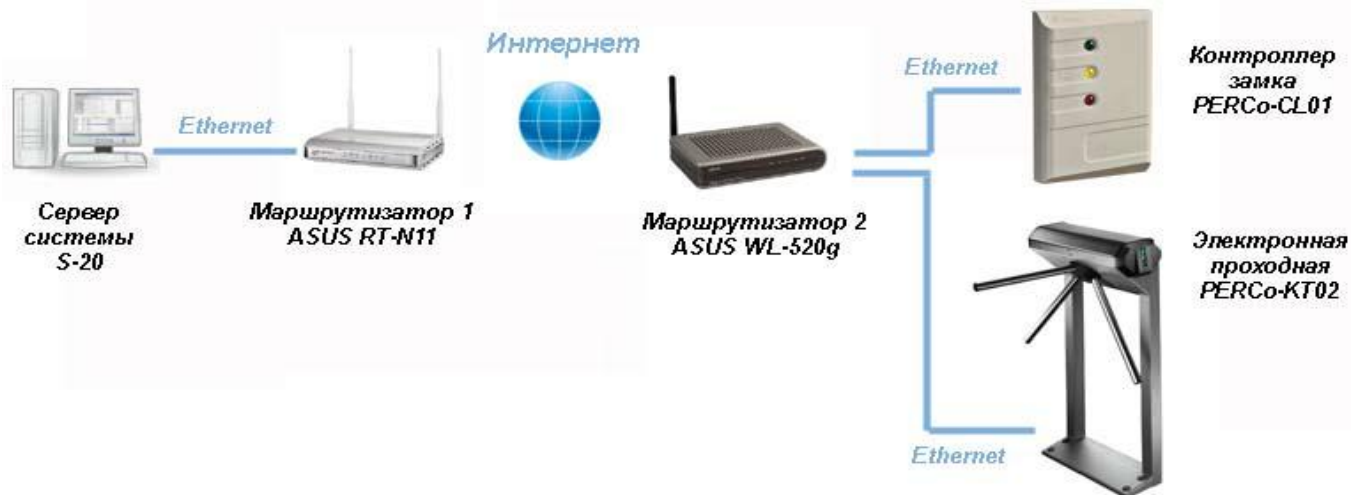 Интернет
Ethernet
Ethernet
Сервер
системы
S-20
Маршрутизатор 1
ASUS RT-N11
Маршрутизатор 2
ASUS WL-520g
Контроллер
замка
PERCo-CL01
Электронная
проходная
PERCo-KT02
Ethernet